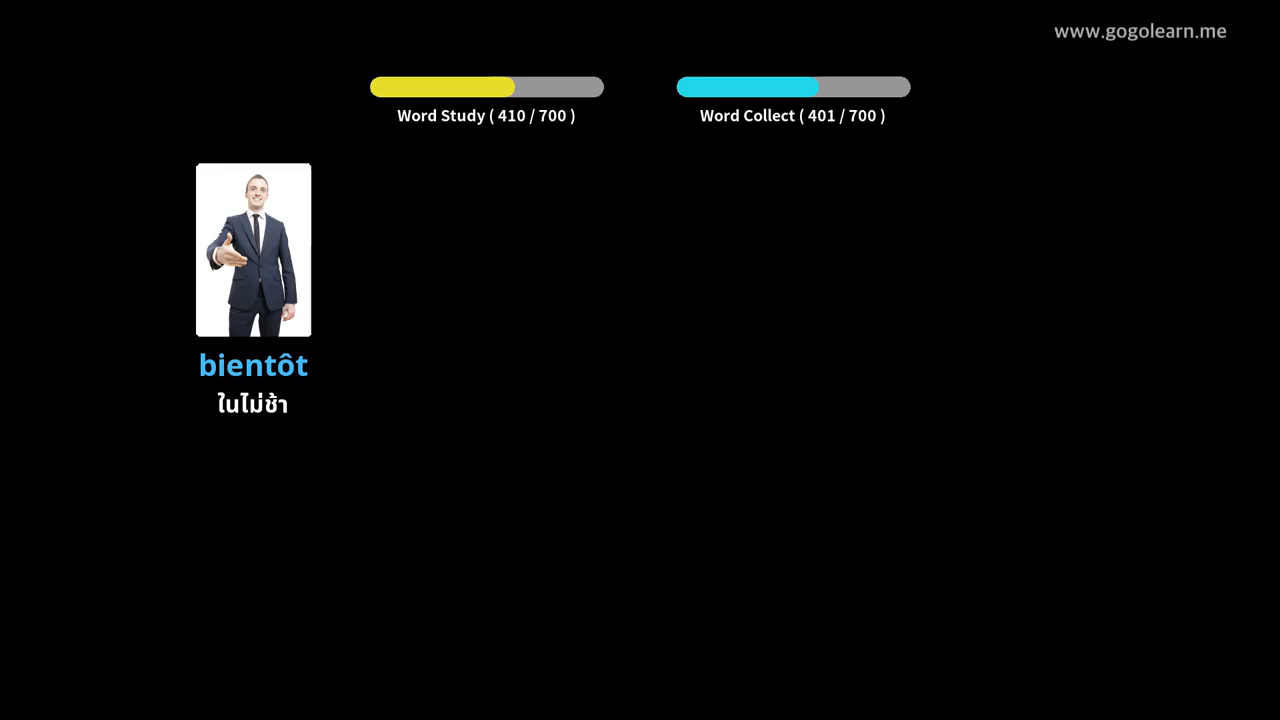 www.gogolearn.me
Word Study ( 410 / 700 )
Word Collect ( 401 / 700 )
bientôt
ในไม่ช้า